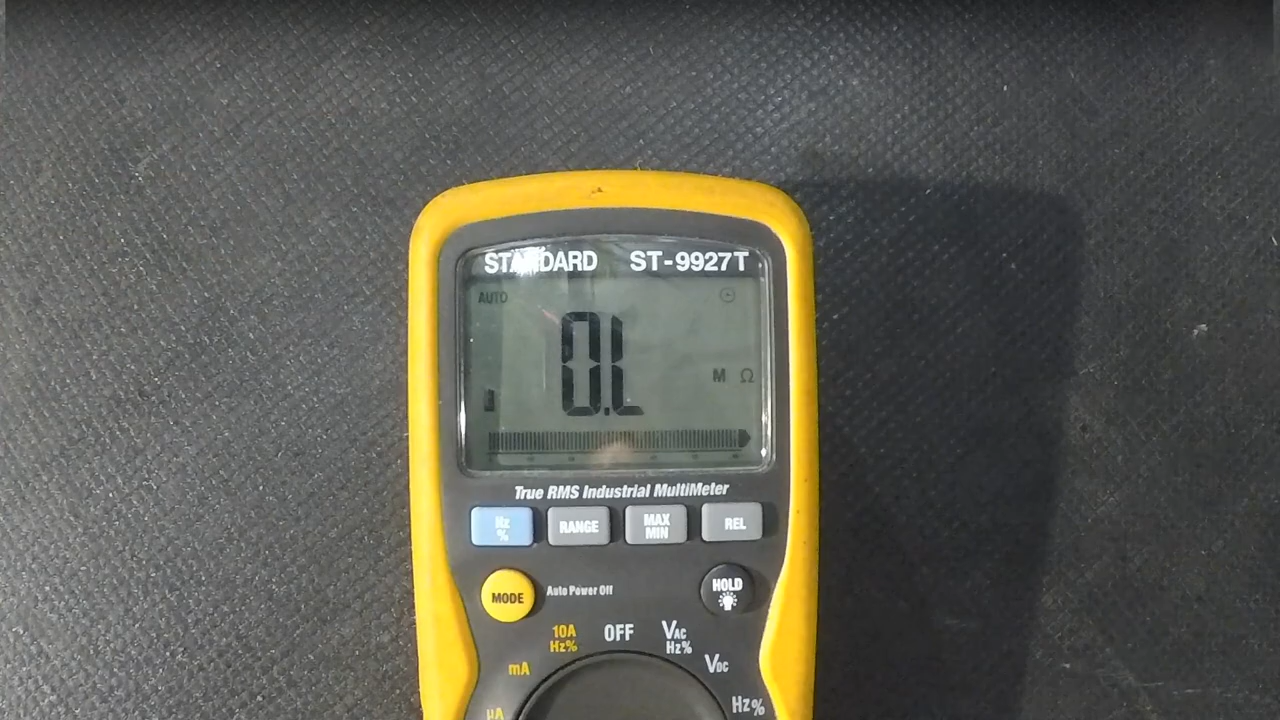 STANDARD ST-9927T
AUTO
0.L
M Ω
True RMS Industrial MultiMeter
Hz
%
RANGE
MAX
MIN
REL
MODE
Auto Power Off
HOLD
10A
Hz%
OFF
VAC
Hz%
mA
VDC
µA
Hz%